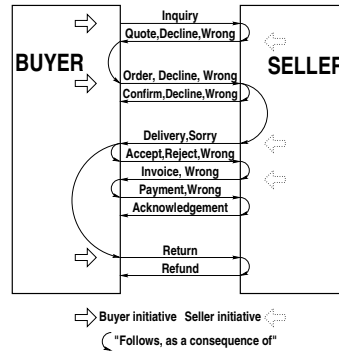 Inquiry
Quote,Decline,Wrong
BUYER
SELLER
Order, Decline, Wrong
Confirm,Decline,Wrong
Delivery,Sorry
Accept,Reject,Wrong
Invoice, Wrong
Payment,Wrong
Acknowledgement
Return
Refund
Buyer initiative Seller initiative
"Follows, as a consequence of"